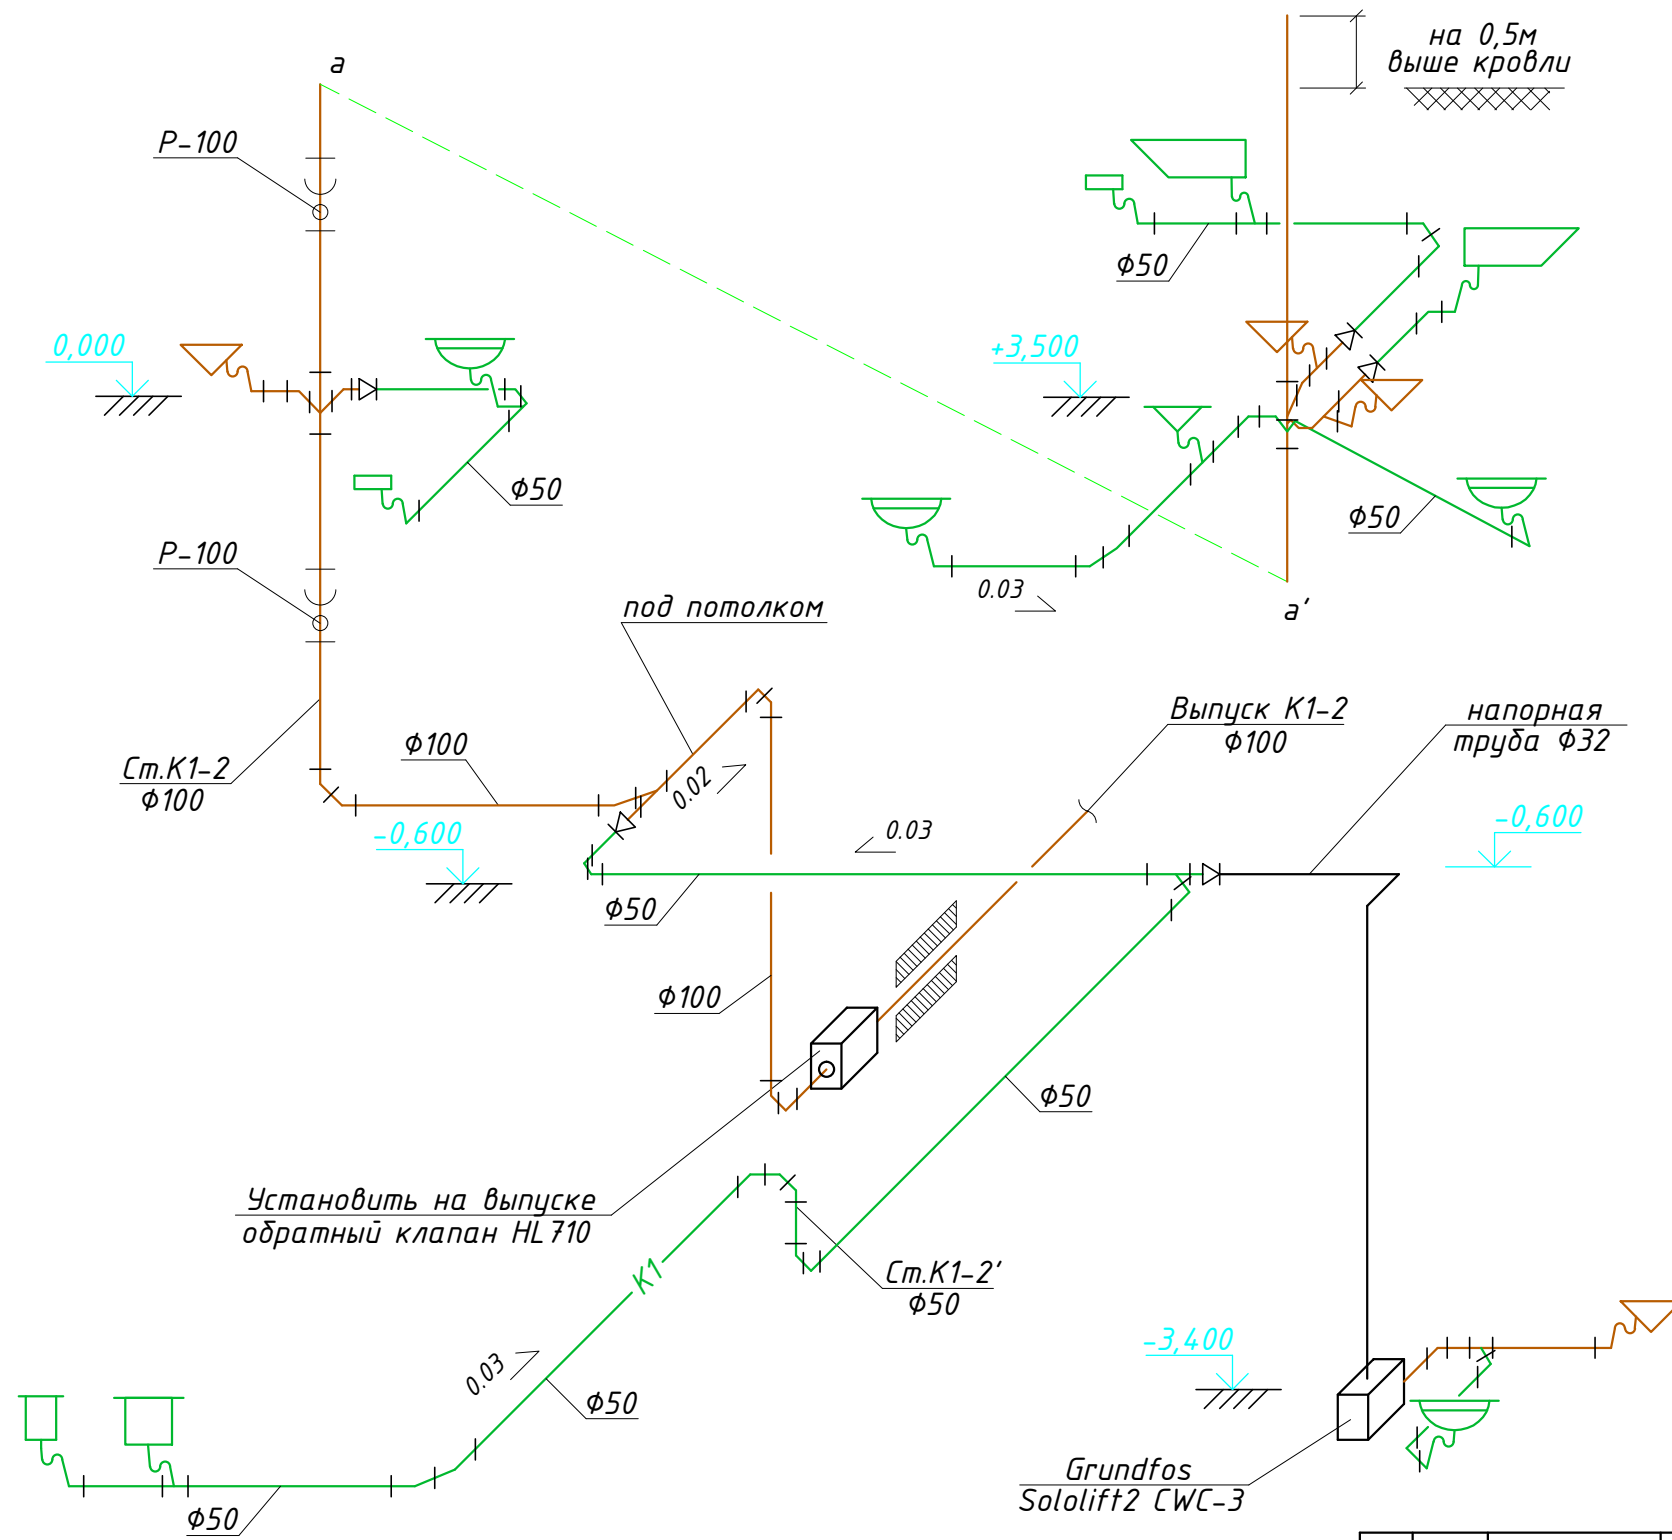 на 0,5м
выше кровли
а
Р-100
Ф50
0,000
+3,500
Ф50
Ф50
Р-100
0.03
а'
под потолком
Выпуск К1-2
Ф100
напорная
труба Ф32
Ф100
Ст.К1-2
Ф100
0.02
-0,600
0.03
-0,600
Ф50
Ф100
Ф50
Установить на выпуске
обратный клапан HL710
К1
Ст.К1-2'
Ф50
-3,400
0.03
Ф50
Grundfos
Sololift2 CWC-3
Ф50